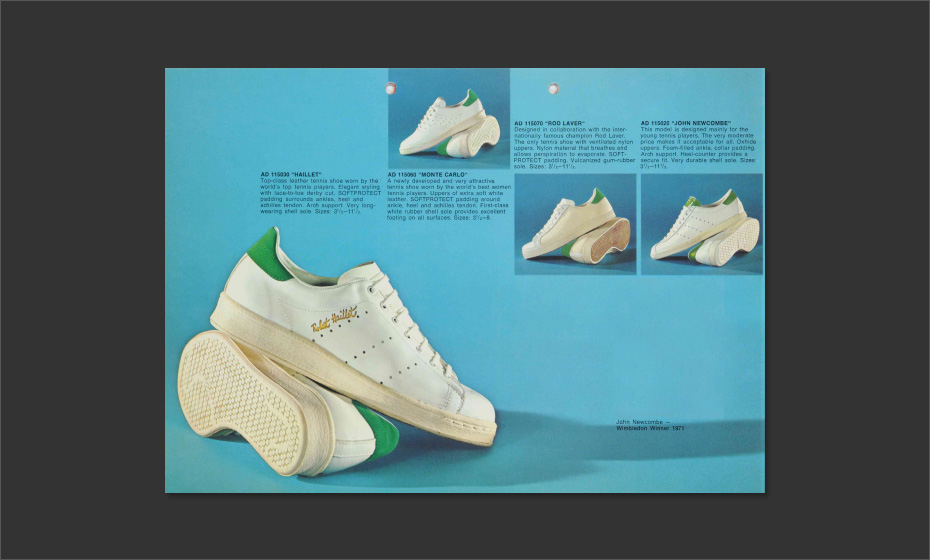 AD 115030 "HAILLET"
Top-class leather tennis shoe worn by the
world's top tennis players. Elegant styling
with lace-to-toe derby cut. SOFTPROTECT
padding surrounds ankle, heel and
achilles tendon. Arch support. Very long-
wearing shell sole. Sizes: 3½—11½.
AD 115060 "MONTE CARLO"
A newly developed and very attractive
tennis shoe worn by the world's best women
tennis players. Uppers of extra soft white
leather. SOFTPROTECT padding around
ankle, heel and achilles tendon. First-class
white rubber shell sole provides excellent
footing on all surfaces. Sizes: 3½—8.
AD 115070 "ROD LAVER"
Designed in collaboration with the inter-
nationally famous champion Rod Laver.
The only tennis shoe with ventilated nylon
uppers. Nylon material that breathes and
allows perspiration to evaporate. SOFT-
PROTECT padding. Vulcanized gum-rubber
sole. Sizes: 3½—11½.
AD 115020 "JOHN NEWCOMBE"
This model is designed mainly for the
young tennis players. The very moderate
price makes it acceptable for all. Oxhide
uppers. Foam-filled ankle collar padding.
Arch support. Heel-counter provides a
secure fit. Very durable shell sole. Sizes:
3½—11½.
Robert Haillet
John Newcombe —
Wimbledon Winner 1971